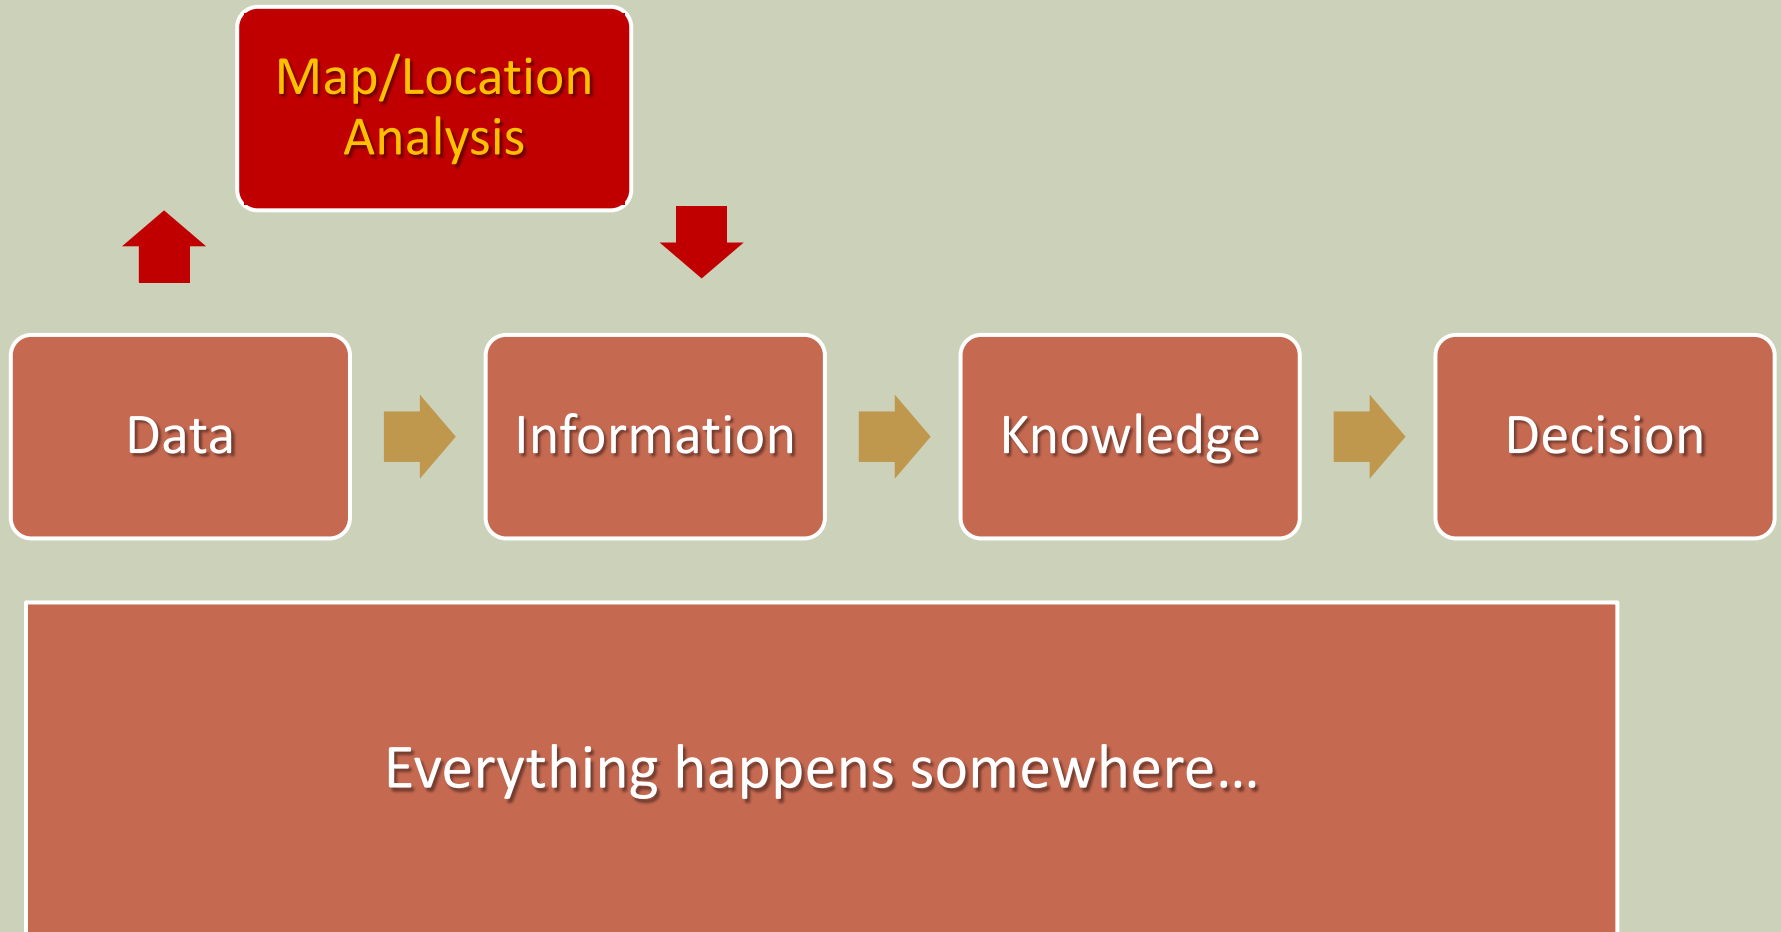 Map/Location
Analysis
Data
Information
Knowledge
Decision
Everything happens somewhere...